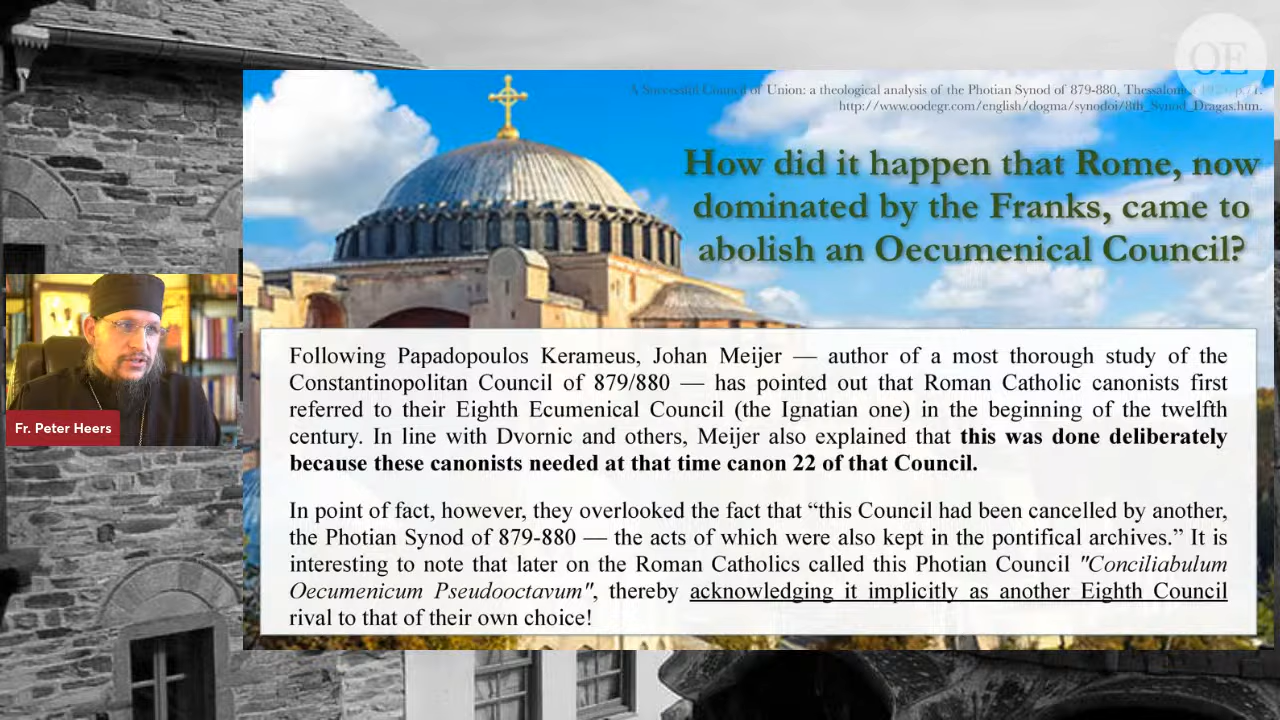 OE
A Successful Council of Union: a theological analysis of the Photian Synod of 879-880,
http://www.oodegr.com/english/dogma/synodoi/8th_Synod_Dragas.htm.
How did it happen that Rome, now
dominated by the Franks, came to
abolish an Oecumenical Council?
Following Papadopoulos Kerameus, Johan Meijer — author of a most thorough study of the
Constantinopolitan Council of 879/880 — has pointed out that Roman Catholic canonists first
referred to their Eighth Ecumenical Council (the Ignatian one) in the beginning of the twelfth
century. In line with Dvornic and others, Meijer also explained that this was done deliberately
because these canonists needed at that time canon 22 of that Council.
In point of fact, however, they overlooked the fact that “this Council had been cancelled by another,
the Photian Synod of 879-880 — the acts of which were also kept in the pontifical archives.” It is
interesting to note that later on the Roman Catholics called this Photian Council "Conciliabulum
Oecumenicum Pseudooctavum", thereby acknowledging it implicitly as another Eighth Council
rival to that of their own choice!
Fr. Peter Heers